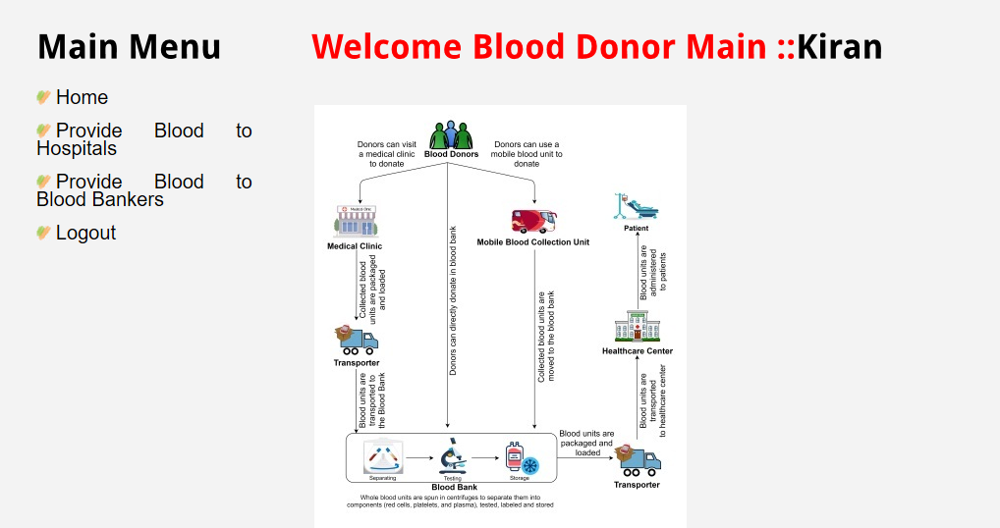 Main Menu
Welcome Blood Donor Main ::Kiran
Home
Provide Blood to
Hospitals
Provide Blood to
Blood Bankers
Logout
Donors can visit
a medical clinic
to donate
Blood Donors
Donors can use a
mobile blood unit to
donate
Medical Clinic
Medical Clinic
Mobile Blood Collection Unit
Patient
Collected blood
units are packaged
and loaded
Donors can directly donate in blood bank
Collected blood units are
moved to the blood bank
Blood units are
administered
to patients
Healthcare Center
Transporter
Blood units are
transported to
the Blood Bank
Blood units are
transported
to healthcare center
Blood units are
packaged and
loaded
Separating
Testing
Storage
Blood Bank
Transporter
Whole blood units are spun in centrifuges to separate them into
components (red cells, platelets, and plasma), tested, labeled and stored